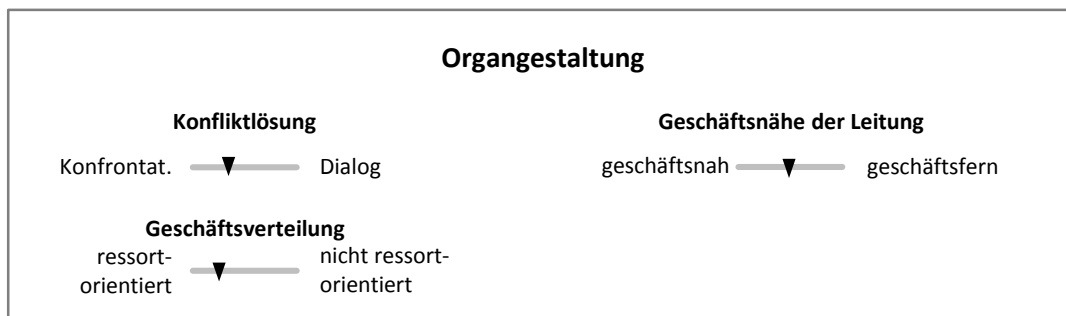 Organgestaltung
Konfliktlösung
Konfrontat.
Dialog
Geschäftsverteilung
ressort-
orientiert
nicht ressort-
orientiert
Geschäftsnähe der Leitung
geschäftsnah
geschäftsfern